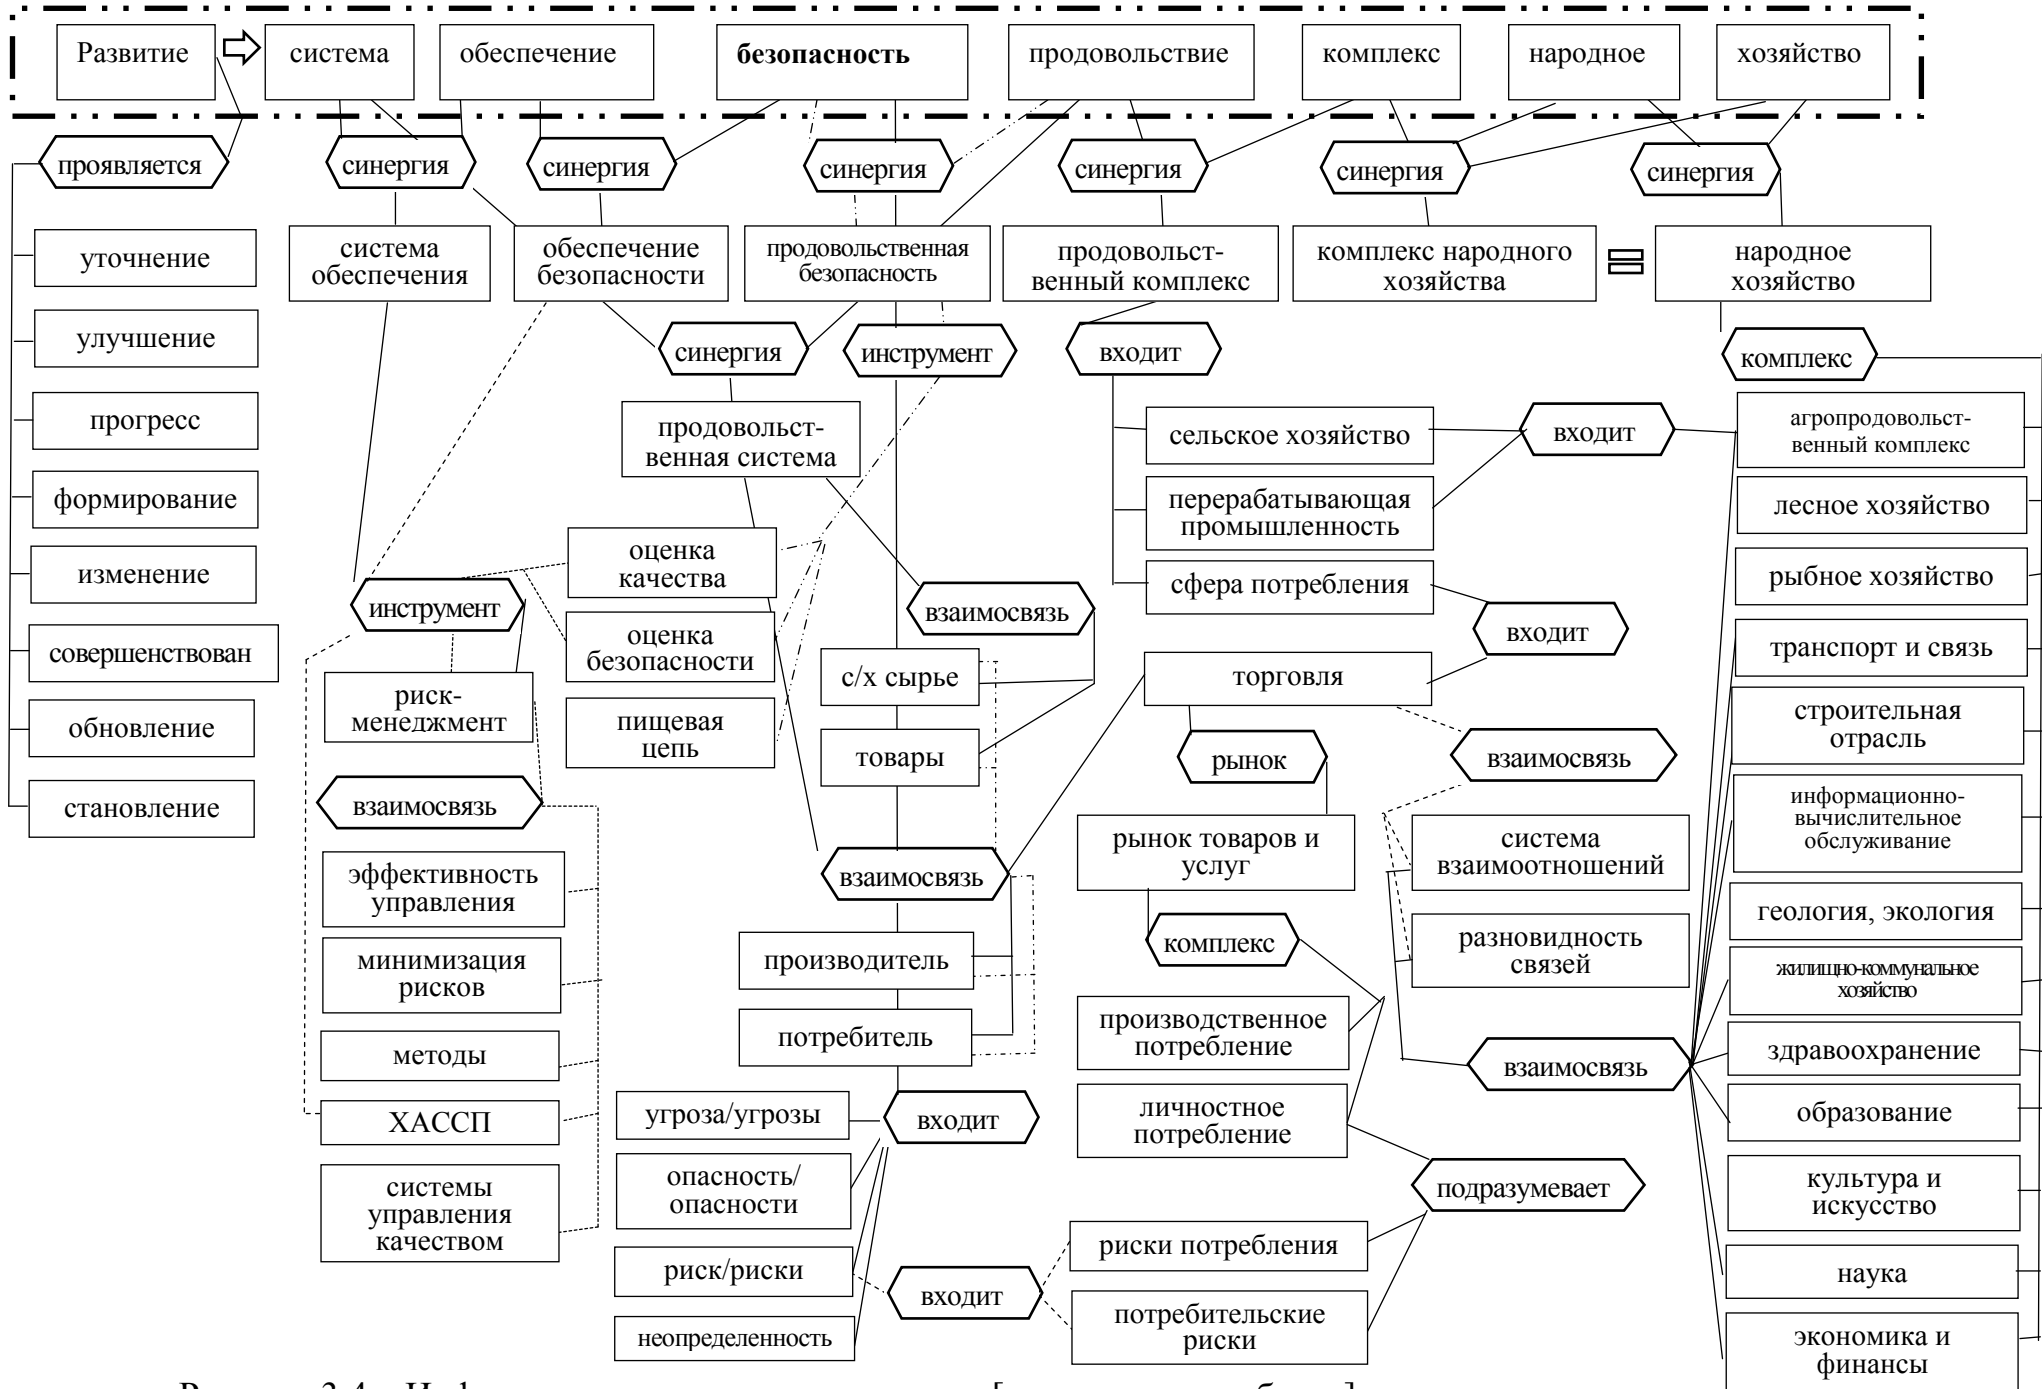 Развитие
система
обеспечение
безопасность
продовольствие
комплекс
народное
хозяйство
проявляется
синергия
синергия
синергия
синергия
синергия
синергия
уточнение
улучшение
прогресс
формирование
изменение
совершенствован
обновление
становление
система
обеспечения
обеспечение
безопасности
продовольственная
безопасность
продовольст-
венный комплекс
комплекс народного
хозяйства
народное
хозяйство
синергия
инструмент
входит
комплекс
продовольст-
венная система
сельское хозяйство
перерабатывающая
промышленность
сфера потребления
входит
агропродовольст-
венный комплекс
лесное хозяйство
рыбное хозяйство
транспорт и связь
строительная
отрасль
информационно-
вычислительное
обслуживание
геология, экология
жилищно-коммунальное
хозяйство
здравоохранение
образование
культура и
искусство
наука
экономика и
финансы
инструмент
оценка
качества
оценка
безопасности
пищевая
цепь
риск-
менеджмент
взаимосвязь
эффективность
управления
минимизация
рисков
методы
ХАССП
системы
управления
качеством
взаимосвязь
с/х сырье
товары
взаимосвязь
производитель
потребитель
входит
угроза/угрозы
опасность/
опасности
риск/риски
неопределенность
входит
входит
торговля
рынок
взаимосвязь
рынок товаров и
услуг
система
взаимоотношений
комплекс
разновидность
связей
производственное
потребление
взаимосвязь
личностное
потребление
подразумевает
риски потребления
потребительские
риски